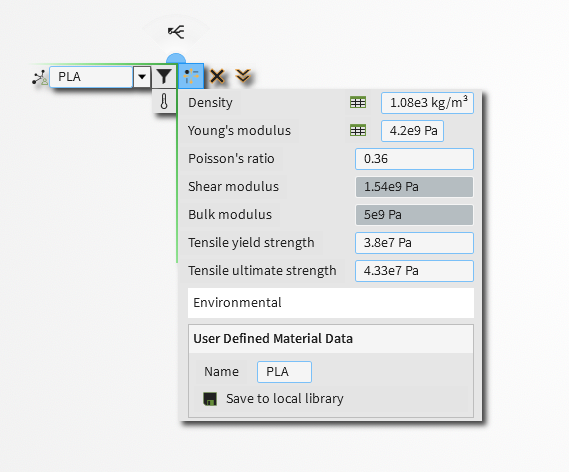 PLA
Density 1.08e3 kg/m³
Young's modulus 4.2e9 Pa
Poisson's ratio 0.36
Shear modulus 1.54e9 Pa
Bulk modulus 5e9 Pa
Tensile yield strength 3.8e7 Pa
Tensile ultimate strength 4.33e7 Pa
Environmental
User Defined Material Data
Name PLA
Save to local library